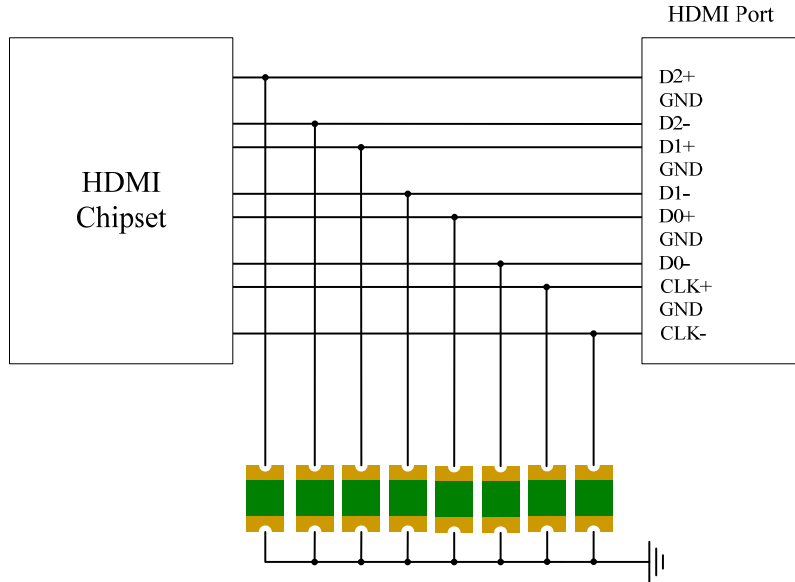 HDMI Port
HDMI
Chipset
D2+
GND
D2-
D1+
GND
D1-
D0+
GND
D0-
CLK+
GND
CLK-